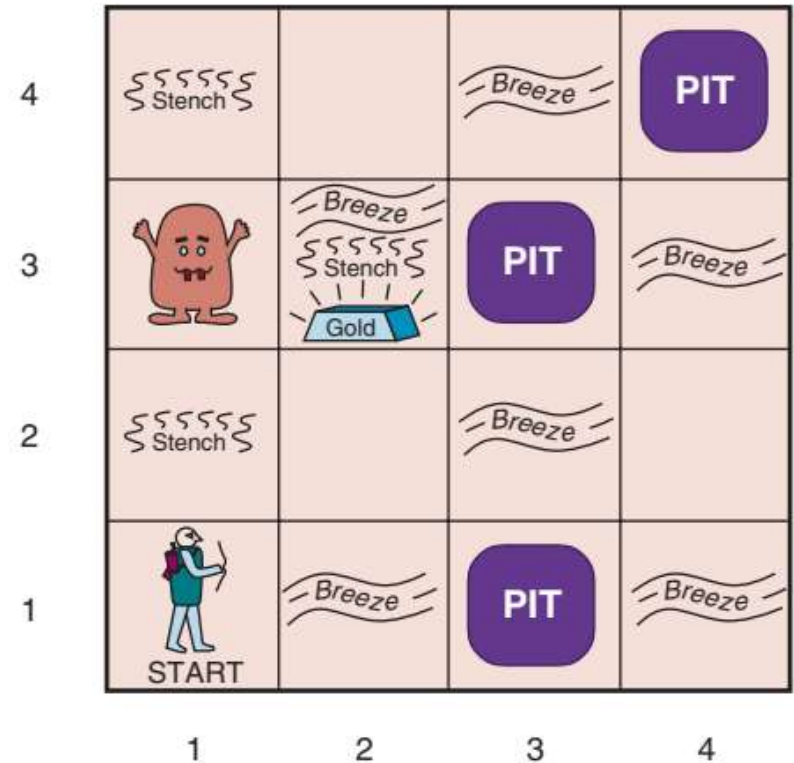 4 Stench Breeze PIT
Breeze
3 Stench PIT Breeze
Gold
2 Stench Breeze
1 Breeze PIT Breeze
START
1 2 3 4